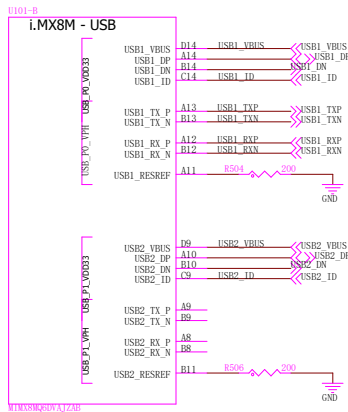 U101-B
i.MX8M - USB
USB_P0_VDD33
USB_P0_VPH
USB1_VBUS D14 USB1_VBUS USB1_VBUS
USB1_DP A14 USB1_DP
USB1_DN B14 USB1_DN
USB1_ID C14 USB1_ID USB1_ID
USB1_TX_P A13 USB1_TXP USB1_TXP
USB1_TX_N B13 USB1_TXN USB1_TXN
USB1_RX_P A12 USB1_RXP USB1_RXP
USB1_RX_N B12 USB1_RXN USB1_RXN
USB1_RESREF A11 R504 200
GND
USB_P1_VDD33
USB_P1_VPH
USB2_VBUS D9 USB2_VBUS USB2_VBUS
USB2_DP A10 USB2_DP
USB2_DN B10 USB2_DN
USB2_ID C9 USB2_ID USB2_ID
USB2_TX_P A9
USB2_TX_N B9
USB2_RX_P A8
USB2_RX_N B8
USB2_RESREF B11 R506 200
GND
MIMX8MQ6DVAJZAB